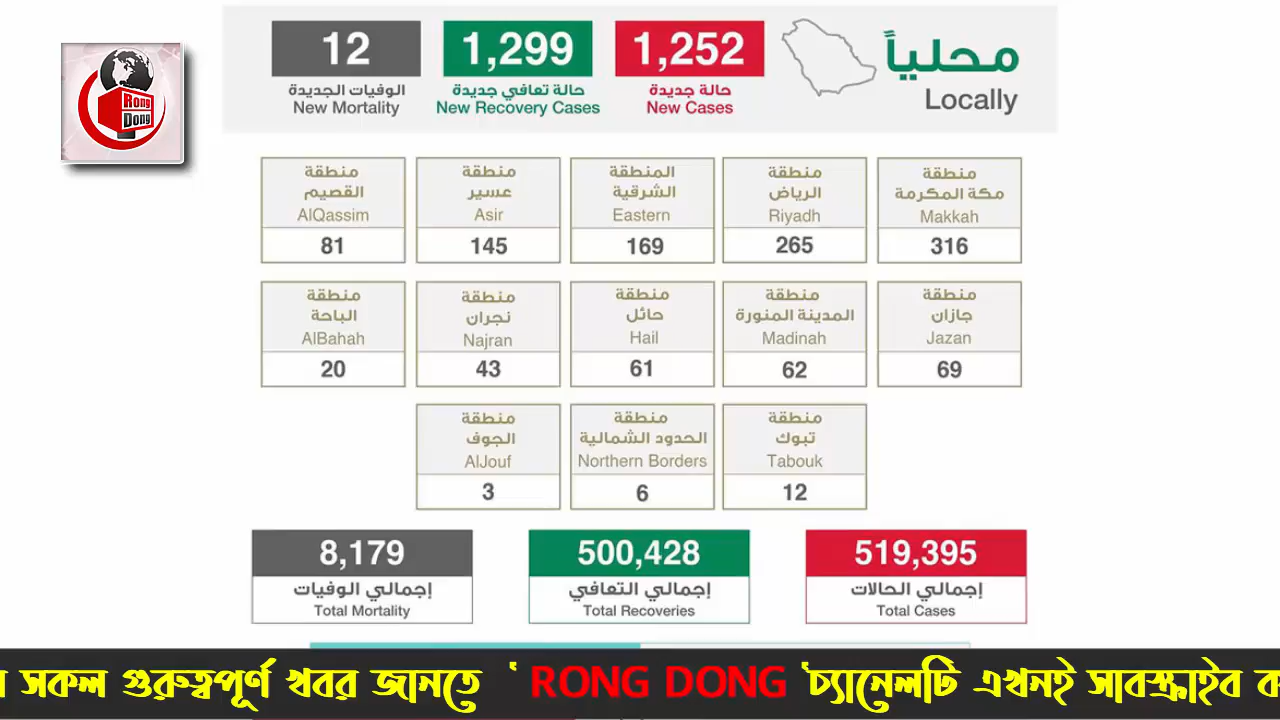 Rong
Dong
12
الوفيات الجديدة
New Mortality
1,299
حالة تعافي جديدة
New Recovery Cases
1,252
حالة جديدة
New Cases
محلياً
Locally
منطقة
القصيم
AlQassim
81
منطقة
عسير
Asir
145
المنطقة
الشرقية
Eastern
169
منطقة
الرياض
Riyadh
265
منطقة
مكة المكرمة
Makkah
316
منطقة
الباحة
AlBahah
20
منطقة
نجران
Najran
43
منطقة
حائل
Hail
61
منطقة
المدينة المنورة
Madinah
62
منطقة
جازان
Jazan
69
منطقة
الجوف
AlJouf
3
منطقة
الحدود الشمالية
Northern Borders
6
منطقة
تبوك
Tabouk
12
8,179
إجمالي الوفيات
Total Mortality
500,428
إجمالي التعافي
Total Recoveries
519,395
إجمالي الحالات
Total Cases
সকল গুরুত্বপূর্ণ খবর জানতে ' RONG DONG 'চ্যানেলটি এখনই সাবস্ক্রাইব